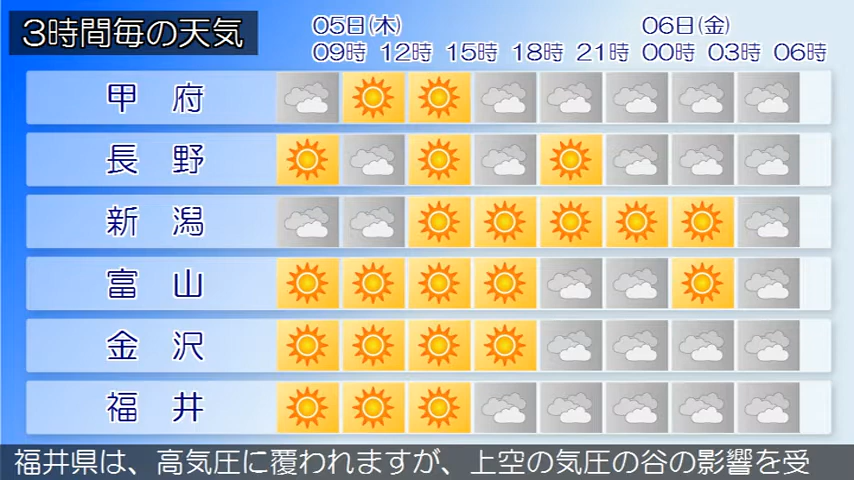 3時間毎の天気
05日(木) 06日(金)
09時 12時 15時 18時 21時 00時 03時 06時
甲府
長野
新潟
富山
金沢
福井
福井県は、高気圧に覆われますが、上空の気圧の谷の影響を受